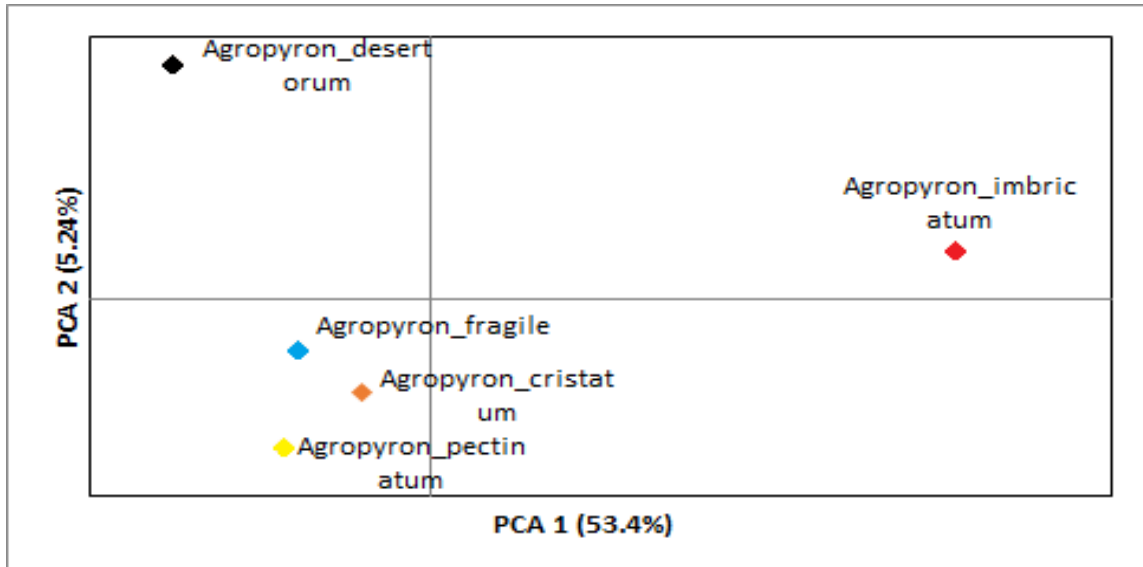 Agropyron_desert
orum
Agropyron_imbric
atum
PCA 2 (5.24%)
Agropyron_fragile
Agropyron_cristat
um
Agropyron_pectin
atum
PCA 1 (53.4%)